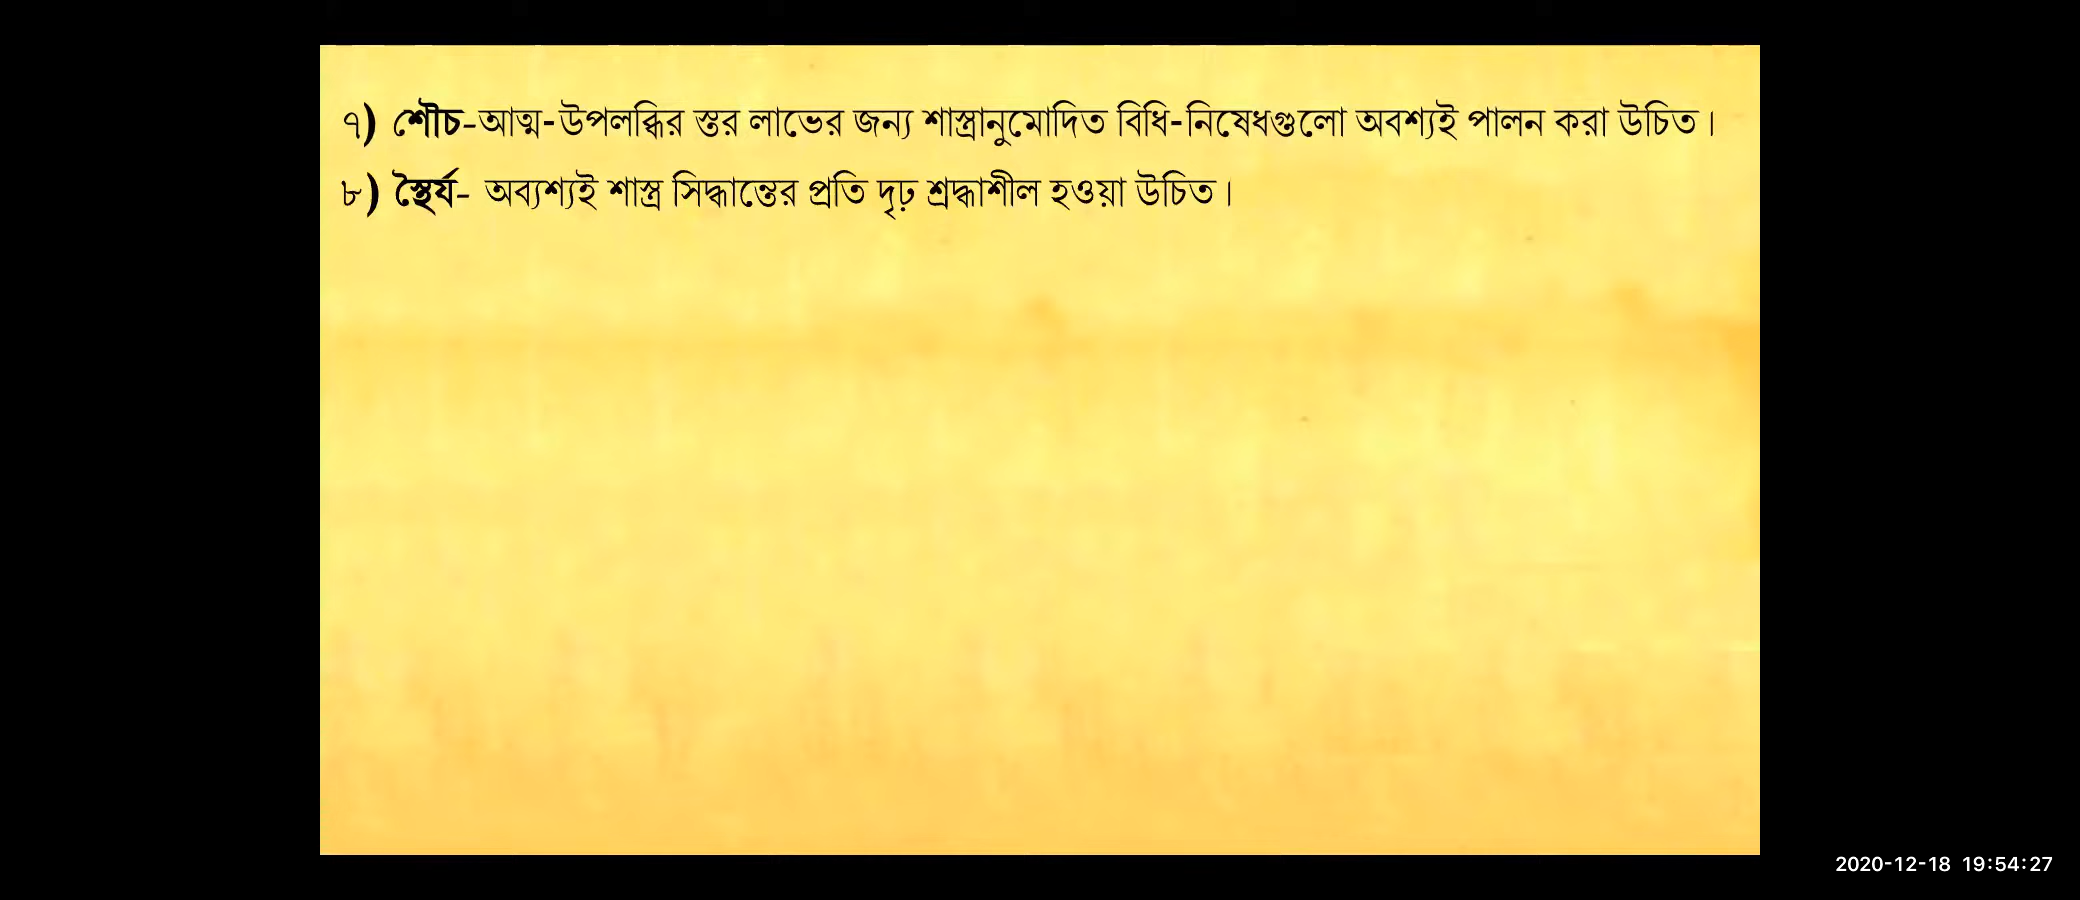 ৭) শৌচ-আত্ম-উপলব্ধির স্তর লাভের জন্য শাস্ত্রানুমোদিত বিধি-নিষেধগুলো অবশ্যই পালন করা উচিত।
৮) স্থৈর্য- অব্যশ্যই শাস্ত্র সিদ্ধান্তের প্রতি দৃঢ় শ্রদ্ধাশীল হওয়া উচিত।
2020-12-18 19:54:27